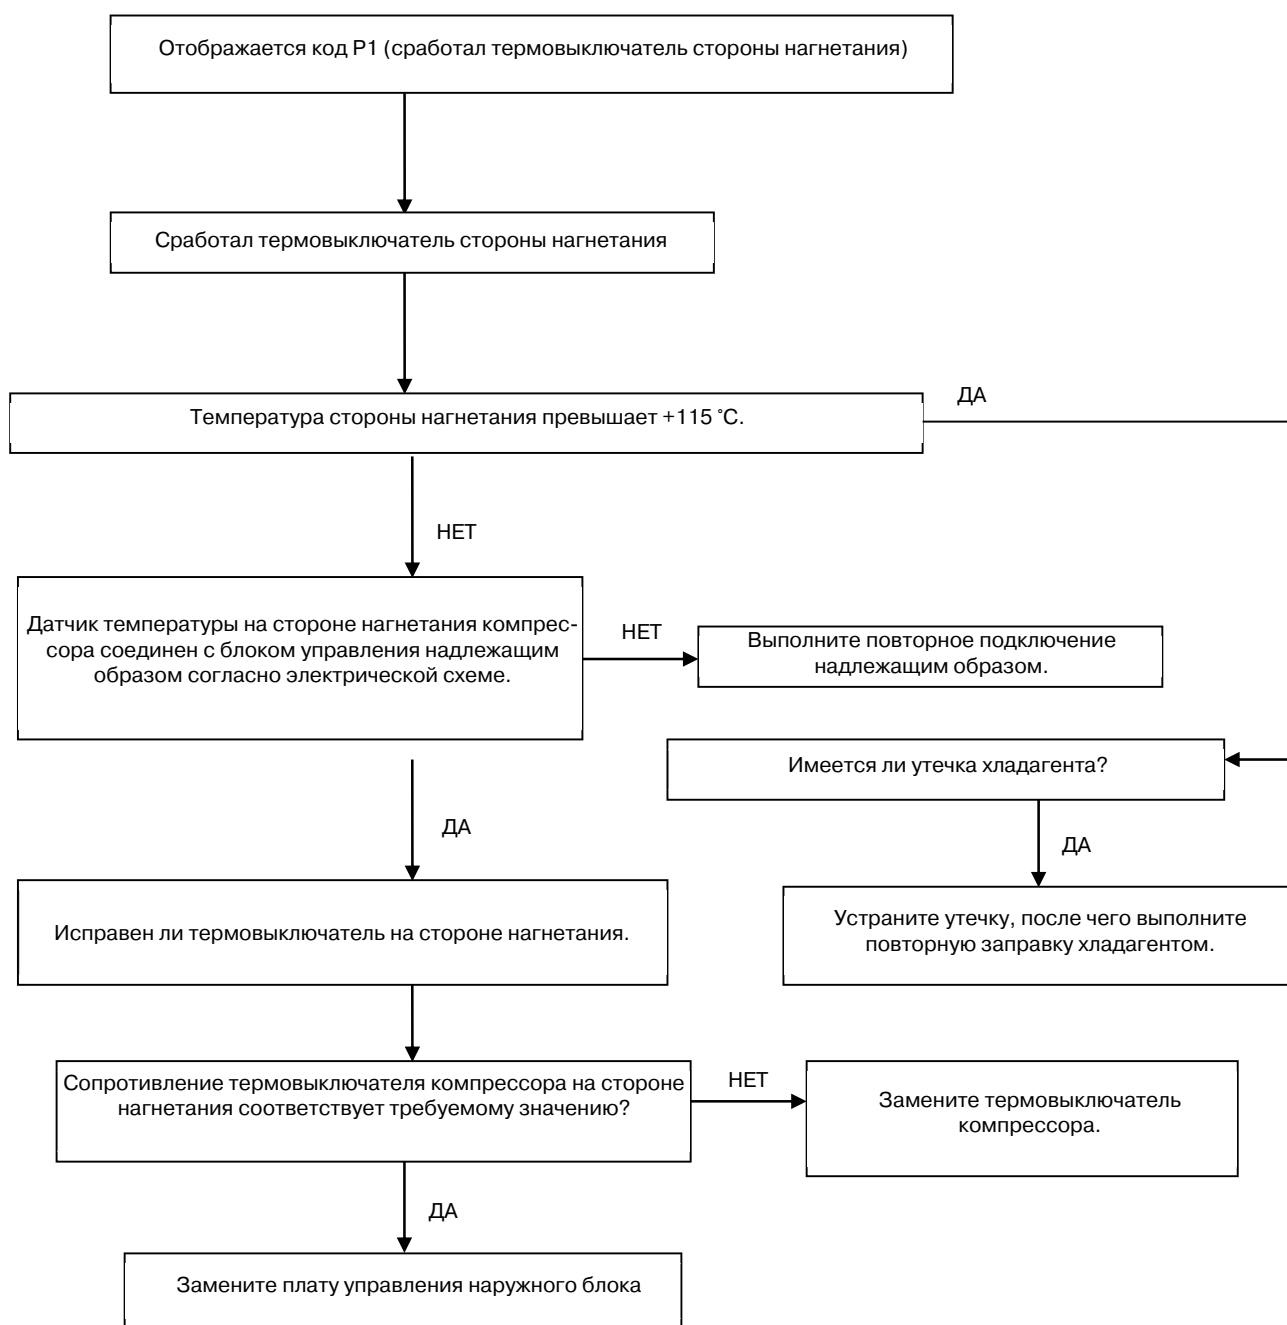 Отображается код P1 (сработал термовыключатель стороны нагнетания)
Сработал термовыключатель стороны нагнетания
Температура стороны нагнетания превышает +115 °C.
ДА
НЕТ
Датчик температуры на стороне нагнетания компрес-
сора соединен с блоком управления надлежащим
образом согласно электрической схеме.
НЕТ
Выполните повторное подключение
надлежащим образом.
Имеется ли утечка хладагента?
ДА
ДА
Исправен ли термовыключатель на стороне нагнетания.
Устраните утечку, после чего выполните
повторную заправку хладагентом.
Сопротивление термовыключателя компрессора на стороне
нагнетания соответствует требуемому значению?
НЕТ
Замените термовыключатель
компрессора.
ДА
Замените плату управления наружного блока